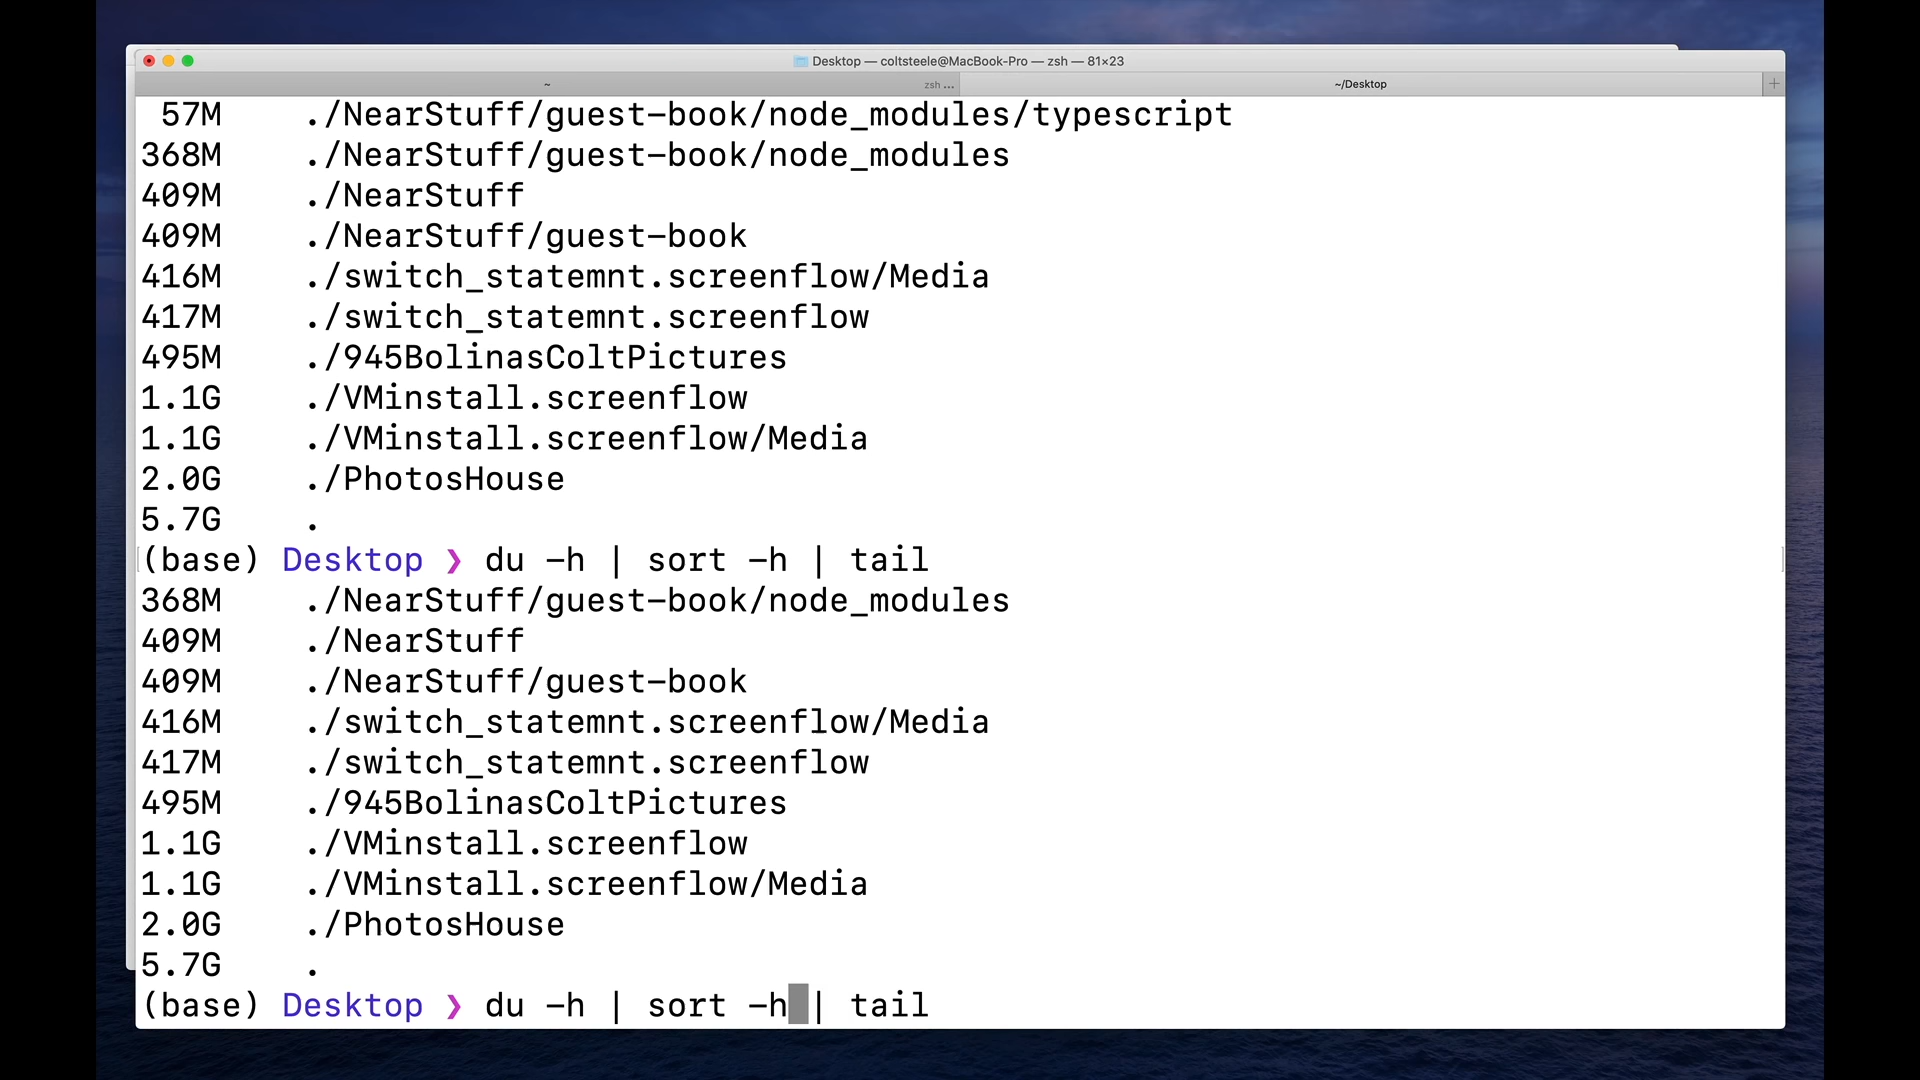 Desktop — coltsteele@MacBook-Pro — zsh — 81×23
~ zsh ... ~/Desktop +
57M ./NearStuff/guest-book/node_modules/typescript
368M ./NearStuff/guest-book/node_modules
409M ./NearStuff
409M ./NearStuff/guest-book
416M ./switch_statemnt.screenflow/Media
417M ./switch_statemnt.screenflow
495M ./945BolinasColtPictures
1.1G ./VMinstall.screenflow
1.1G ./VMinstall.screenflow/Media
2.0G ./PhotosHouse
5.7G .
(base) Desktop ❯ du -h | sort -h | tail
368M ./NearStuff/guest-book/node_modules
409M ./NearStuff
409M ./NearStuff/guest-book
416M ./switch_statemnt.screenflow/Media
417M ./switch_statemnt.screenflow
495M ./945BolinasColtPictures
1.1G ./VMinstall.screenflow
1.1G ./VMinstall.screenflow/Media
2.0G ./PhotosHouse
5.7G .
(base) Desktop ❯ du -h | sort -h | tail